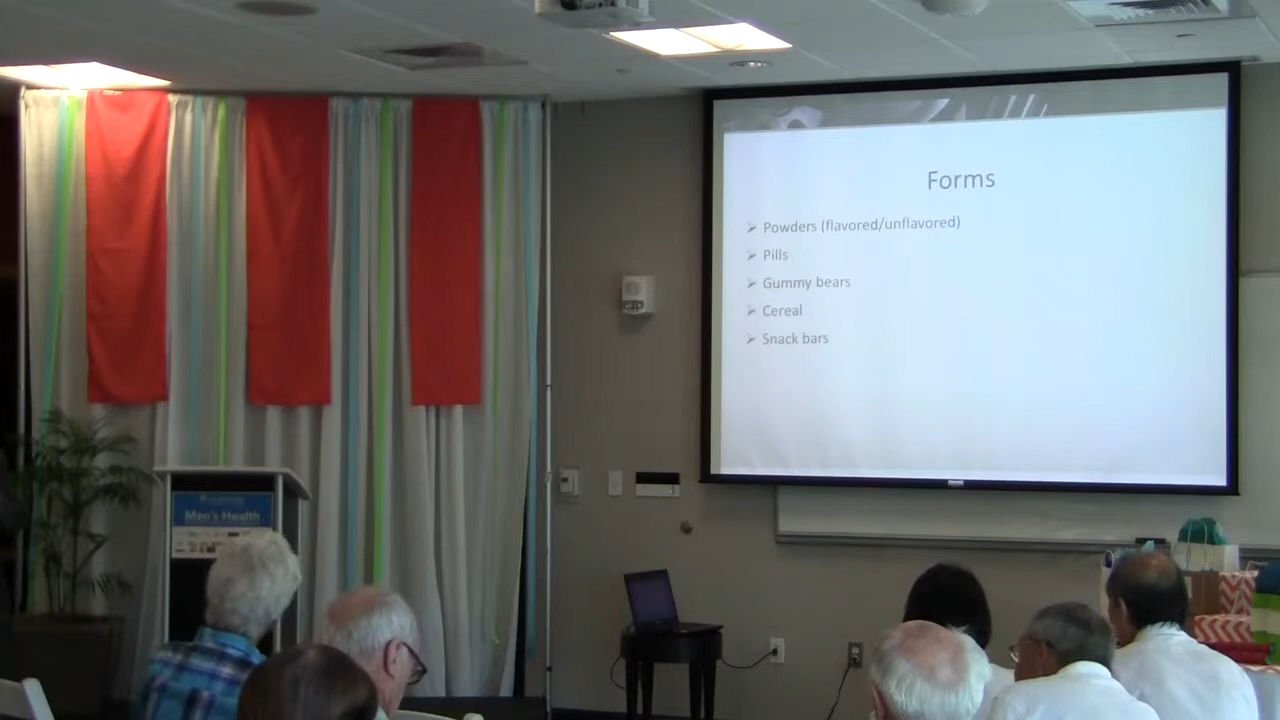 Forms
➢ Powders (flavored/unflavored)
➢ Pills
➢ Gummy bears
➢ Cereal
➢ Snack bars
Men's Health